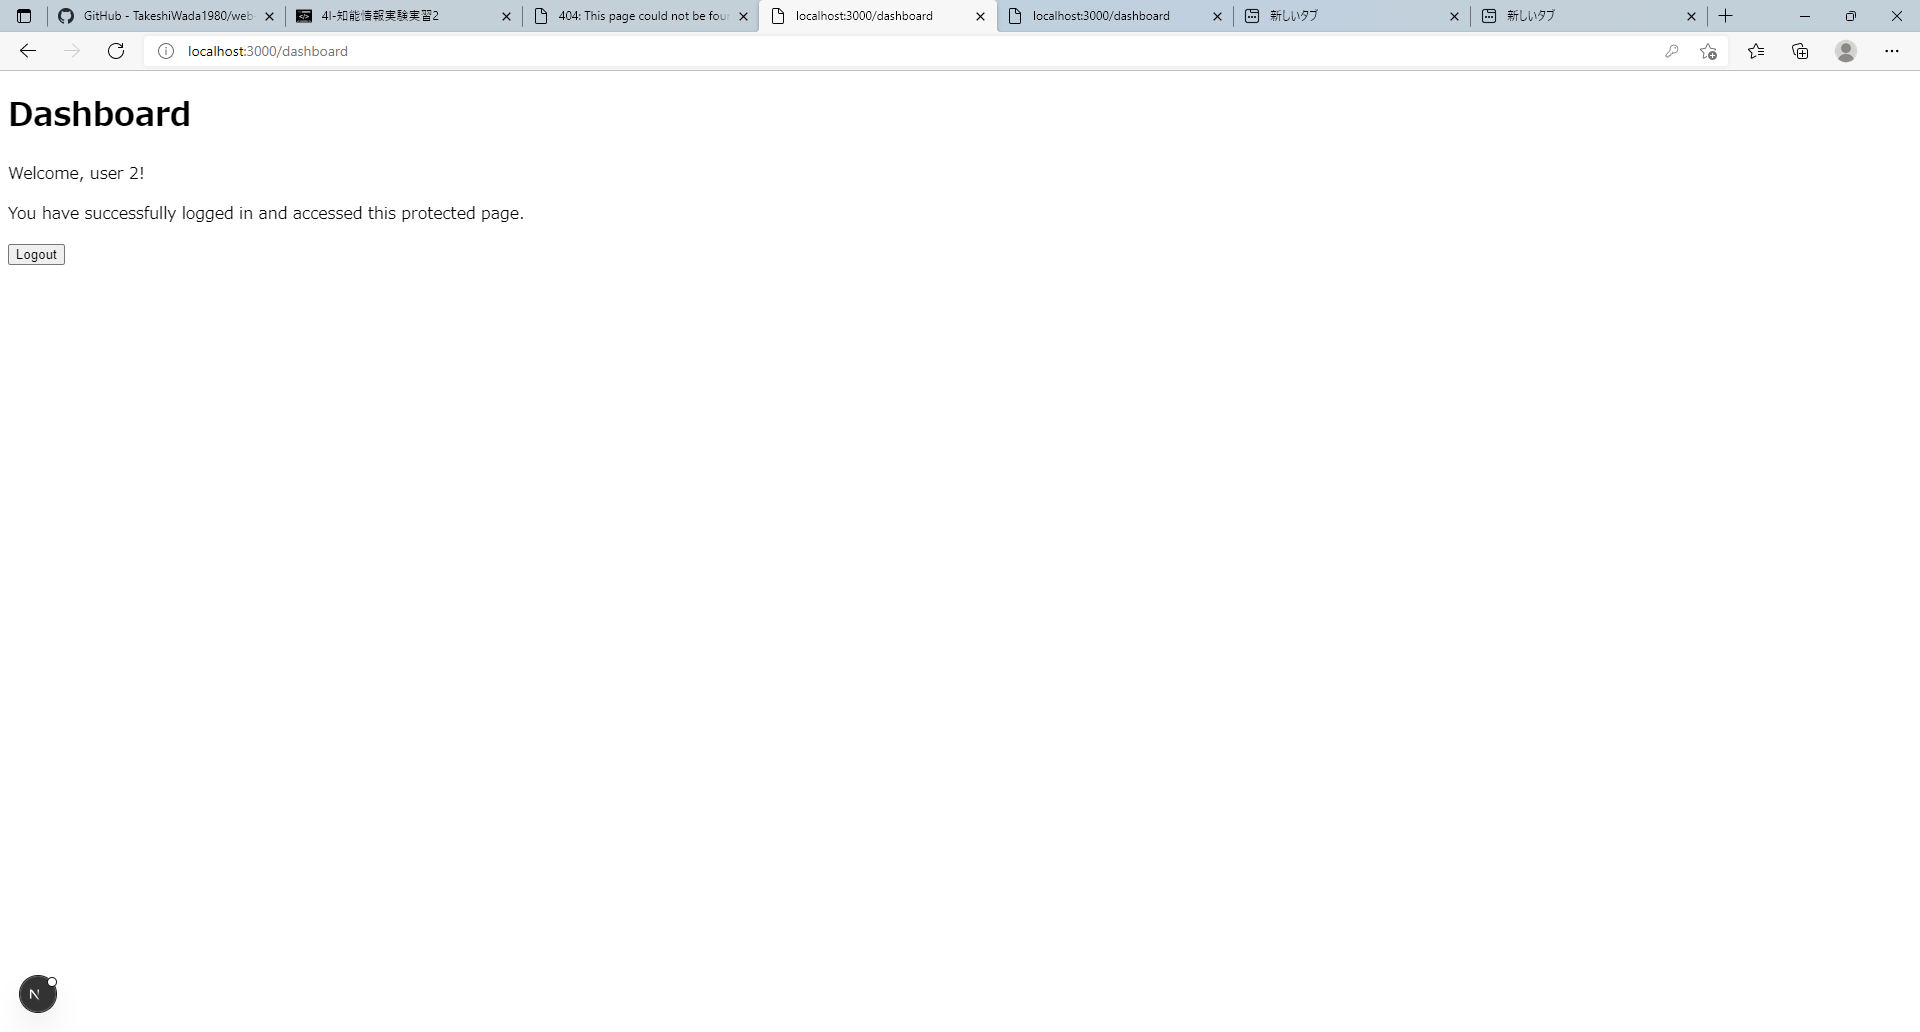 GitHub - TakeshiWada1980/web
4I-知能情報実験実習2
404: This page could not be fou
localhost:3000/dashboard
localhost:3000/dashboard
新しいタブ
新しいタブ
localhost:3000/dashboard
Dashboard
Welcome, user 2!
You have successfully logged in and accessed this protected page.
Logout
N